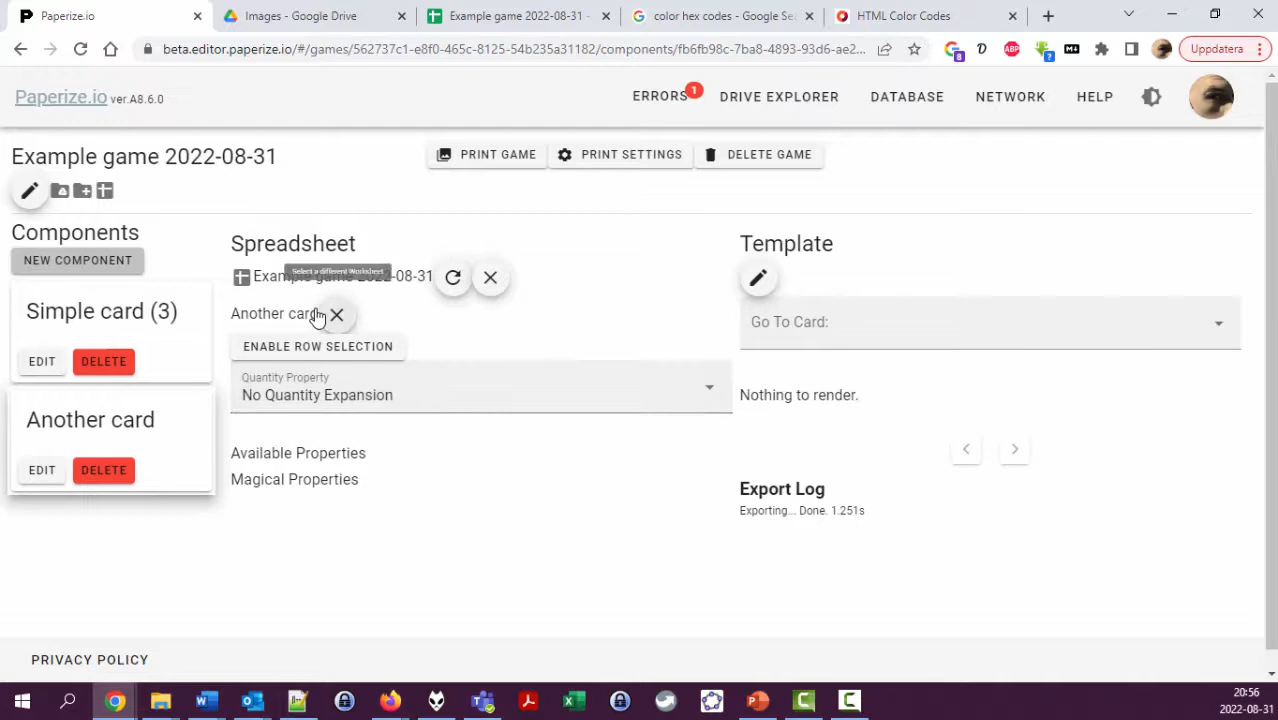 Paperize.io
Images - Google Drive
Example game 2022-08-31 -
color hex codes - Google Se
HTML Color Codes
beta.editor.paperize.io/#/games/562737c1-e8f0-465c-8125-54b235a31182/components/fb6fb98c-7ba8-4893-93d6-ae2...
8
ABP
?
Uppdatera
Paperize.io ver.A8.6.0
ERRORS 1
DRIVE EXPLORER
DATABASE
NETWORK
HELP
Example game 2022-08-31
PRINT GAME
PRINT SETTINGS
DELETE GAME
Components
NEW COMPONENT
Simple card (3)
EDIT
DELETE
Another card
EDIT
DELETE
Spreadsheet
Select a different Worksheet
Example game 2022-08-31
Another card
ENABLE ROW SELECTION
Quantity Property
No Quantity Expansion
Available Properties
Magical Properties
Template
Go To Card:
Nothing to render.
Export Log
Exporting... Done. 1.251s
PRIVACY POLICY
20:56
2022-08-31